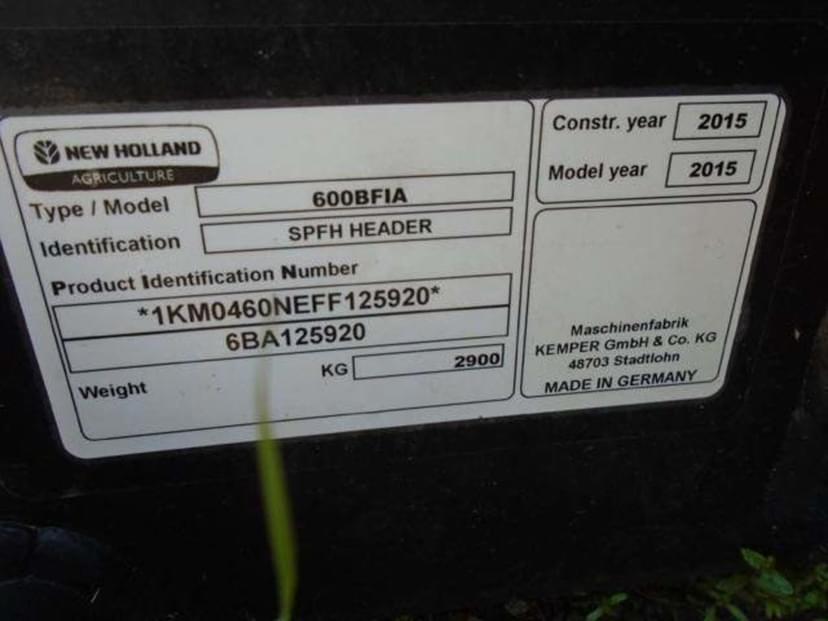 NEW HOLLAND
AGRICULTURE
Type / Model 600BFIA
Identification SPFH HEADER
Product Identification Number
*1KM0460NEFF125920*
6BA125920
Weight KG 2900
Constr. year 2015
Model year 2015
Maschinenfabrik
KEMPER GmbH & Co. KG
48703 Stadtlohn
MADE IN GERMANY